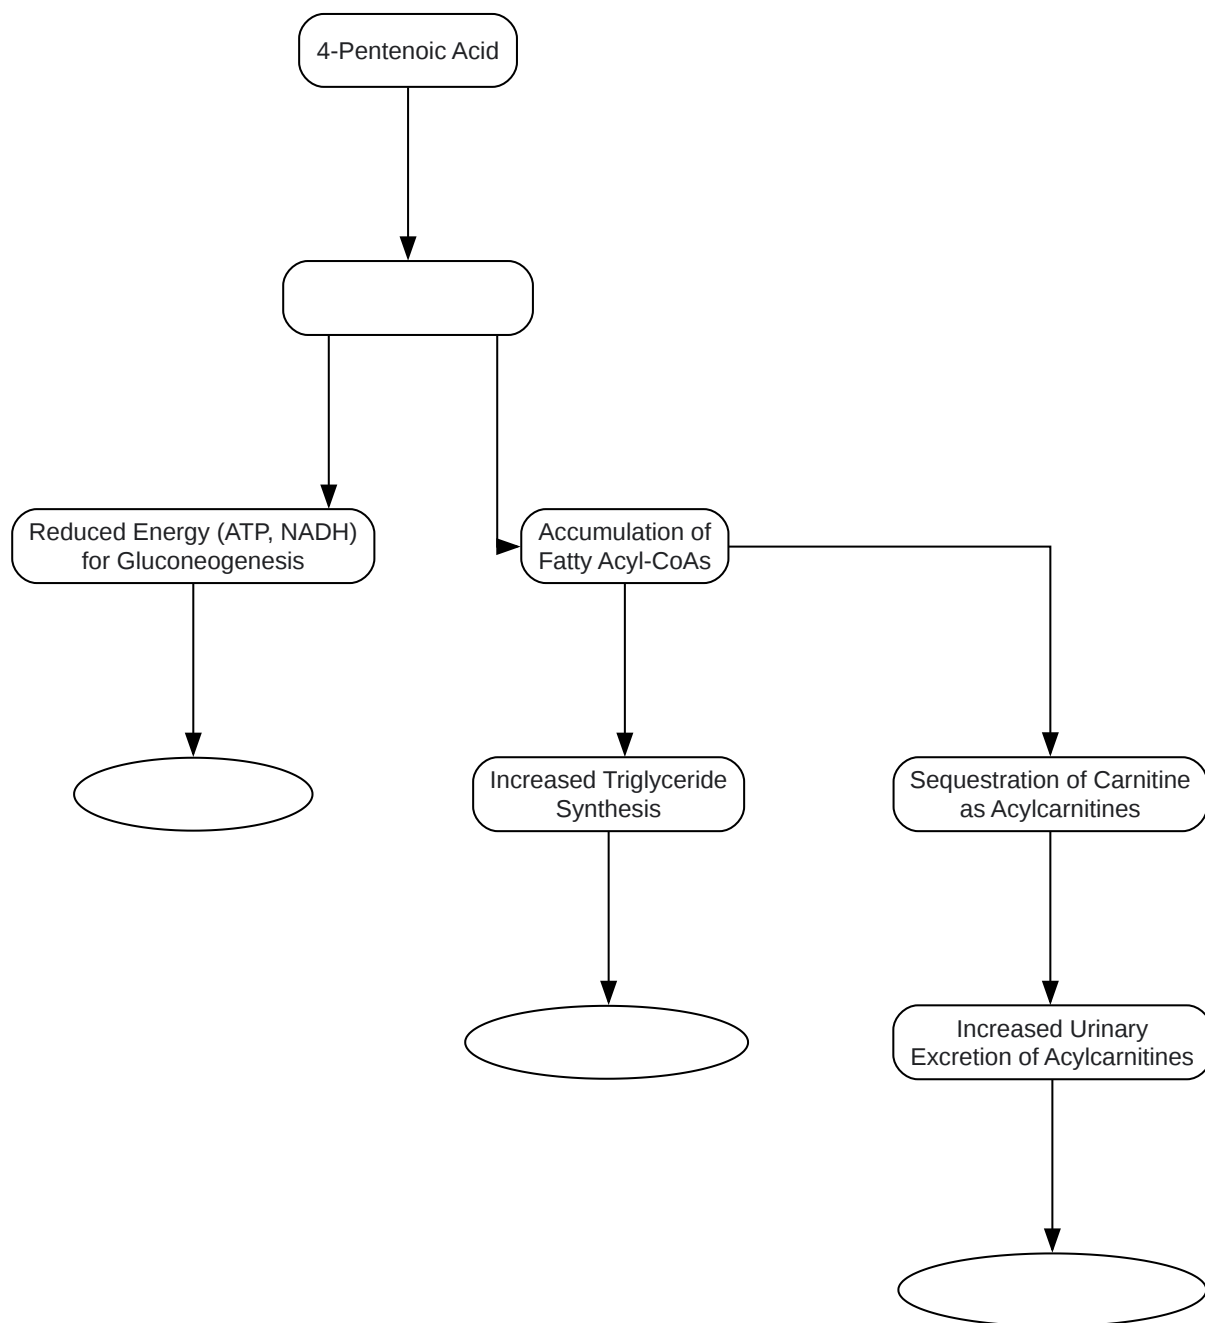 4-Pentenoic Acid
Reduced Energy (ATP, NADH)
for Gluconeogenesis
Accumulation of
Fatty Acyl-CoAs
Increased Triglyceride
Synthesis
Sequestration of Carnitine
as Acylcarnitines
Increased Urinary
Excretion of Acylcarnitines